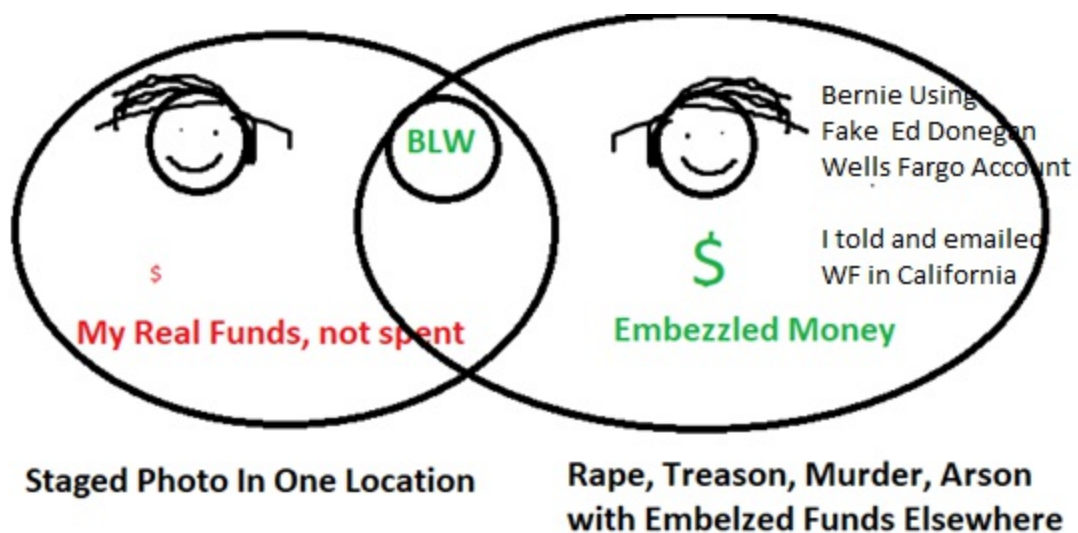 BLW
Bernie Using
Fake Ed Donegan
Wells Fargo Account
I told and emailed
WF in California
$
$
My Real Funds, not spent
Embezzled Money
Staged Photo In One Location
Rape, Treason, Murder, Arson
with Embelzed Funds Elsewhere